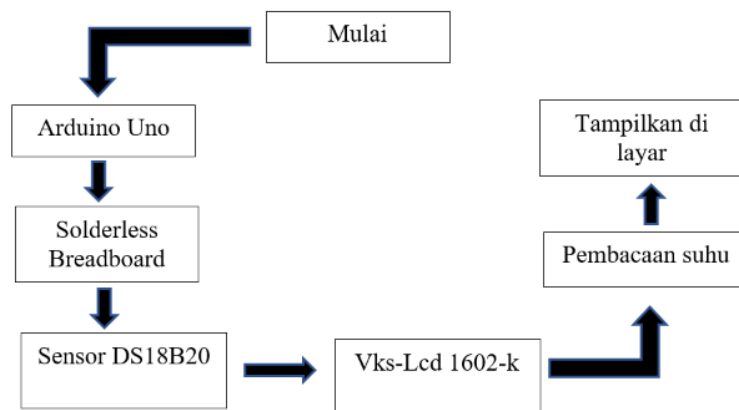 Mulai
Arduino Uno
Solderless
Breadboard
Sensor DS18B20
Vks-Lcd 1602-k
Pembacaan suhu
Tampilkan di
layar